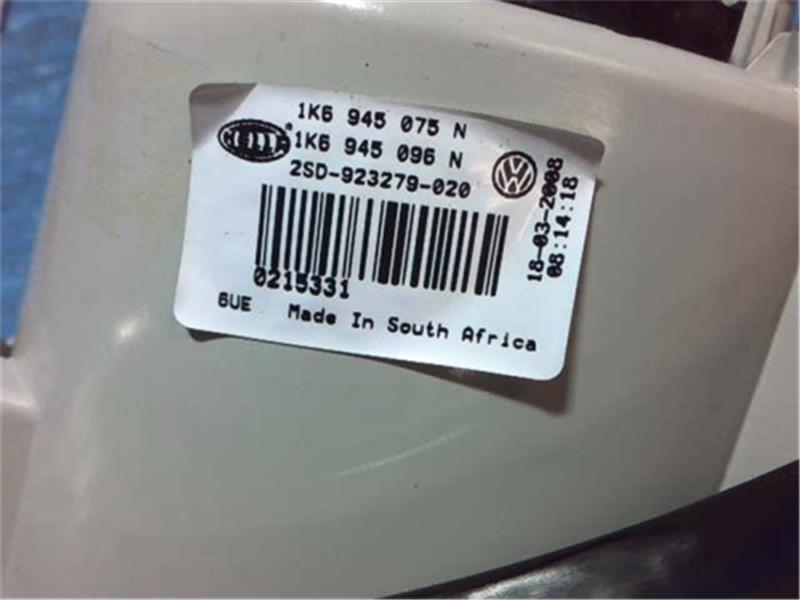 1K6 945 075 N
HELLA
1K6 945 096 N
2SD-923279-020
0215331
6UE Made In South Africa
18-03-2008
08:14:18